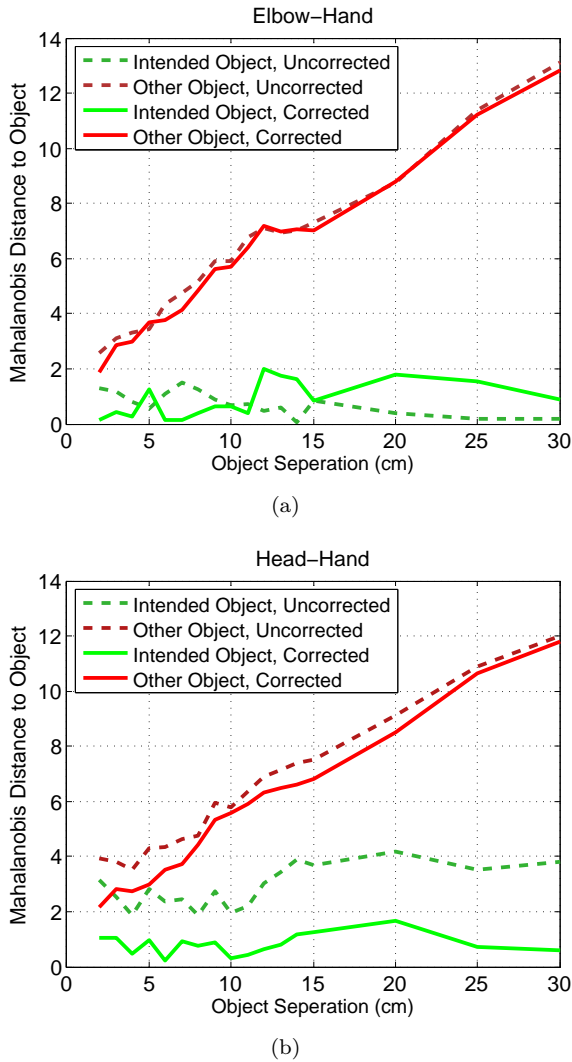 Elbow-Hand
14
12
10
8
6
4
2
0
Mahalanobis Distance to Object
Intended Object, Uncorrected
Other Object, Uncorrected
Intended Object, Corrected
Other Object, Corrected
0 5 10 15 20 25 30
Object Seperation (cm)
(a)
Head-Hand
14
12
10
8
6
4
2
0
Mahalanobis Distance to Object
Intended Object, Uncorrected
Other Object, Uncorrected
Intended Object, Corrected
Other Object, Corrected
0 5 10 15 20 25 30
Object Seperation (cm)
(b)